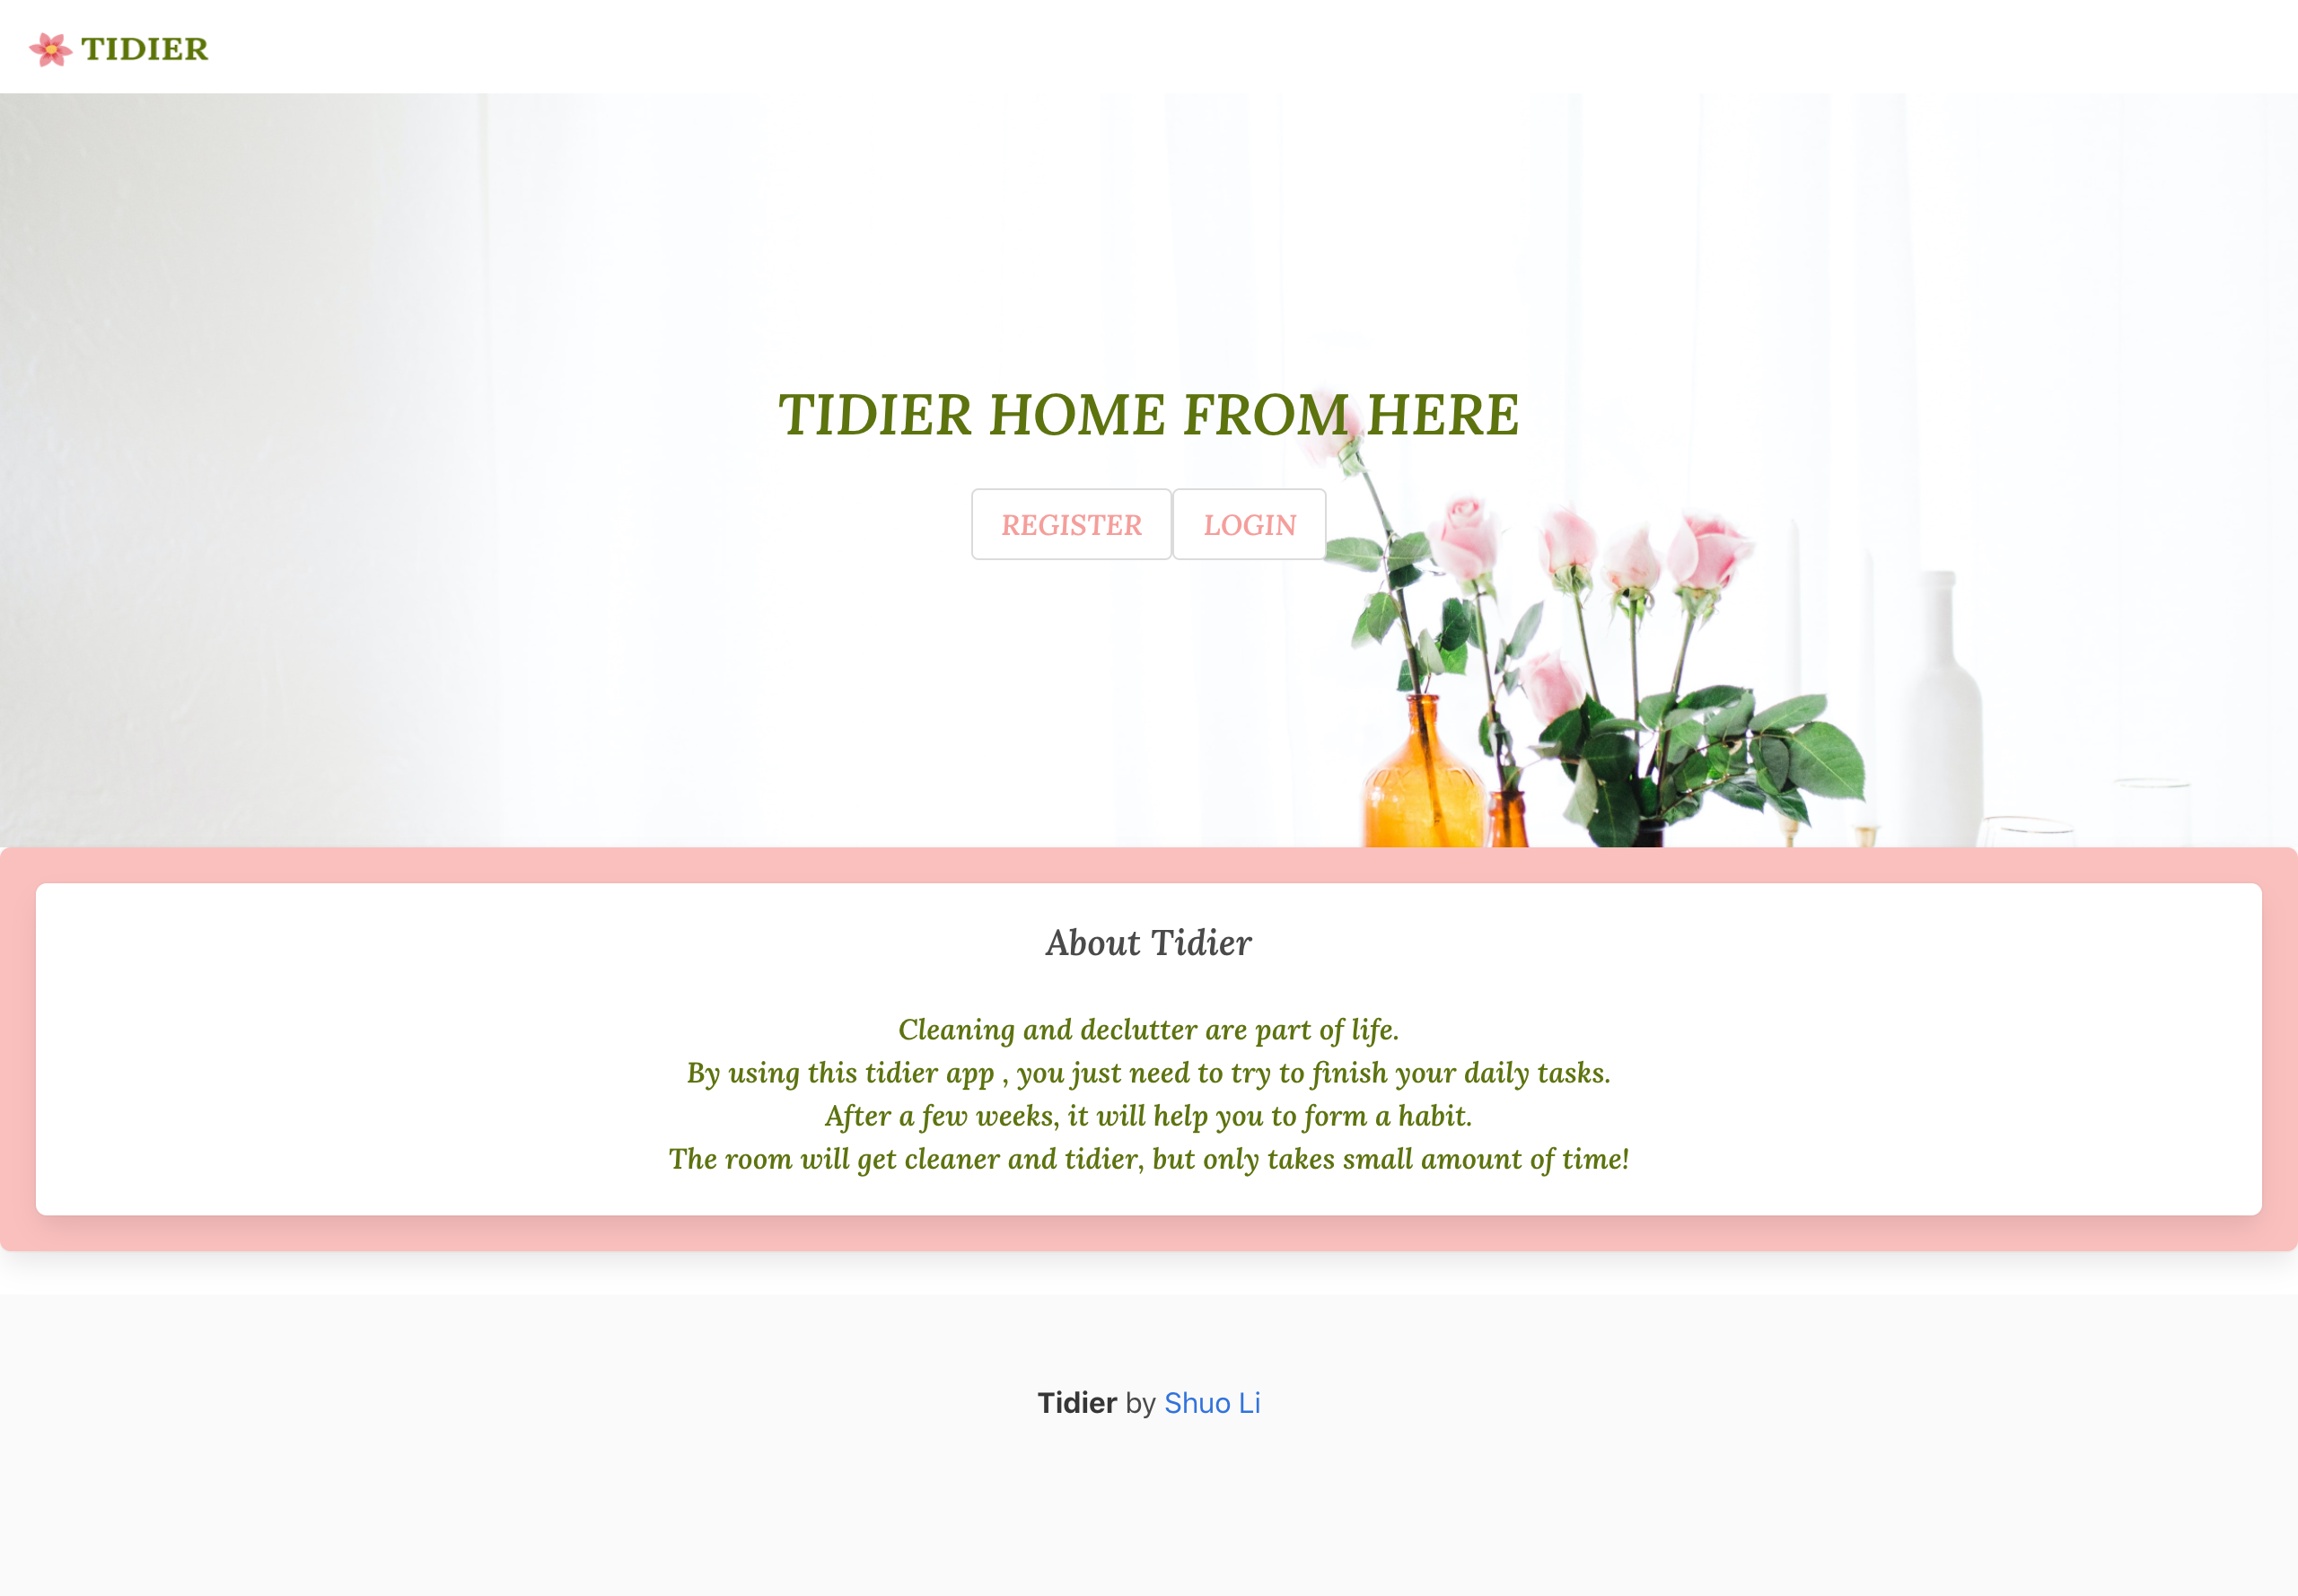 TIDIER
TIDIER HOME FROM HERE
REGISTER
LOGIN
About Tidier
Cleaning and declutter are part of life.
By using this tidier app , you just need to try to finish your daily tasks.
After a few weeks, it will help you to form a habit.
The room will get cleaner and tidier, but only takes small amount of time!
Tidier by Shuo Li